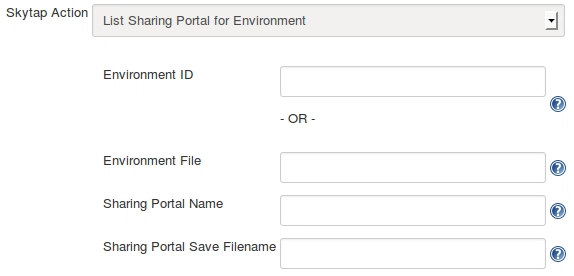 Skytap Action List Sharing Portal for Environment
Environment ID
- OR -
Environment File
Sharing Portal Name
Sharing Portal Save Filename